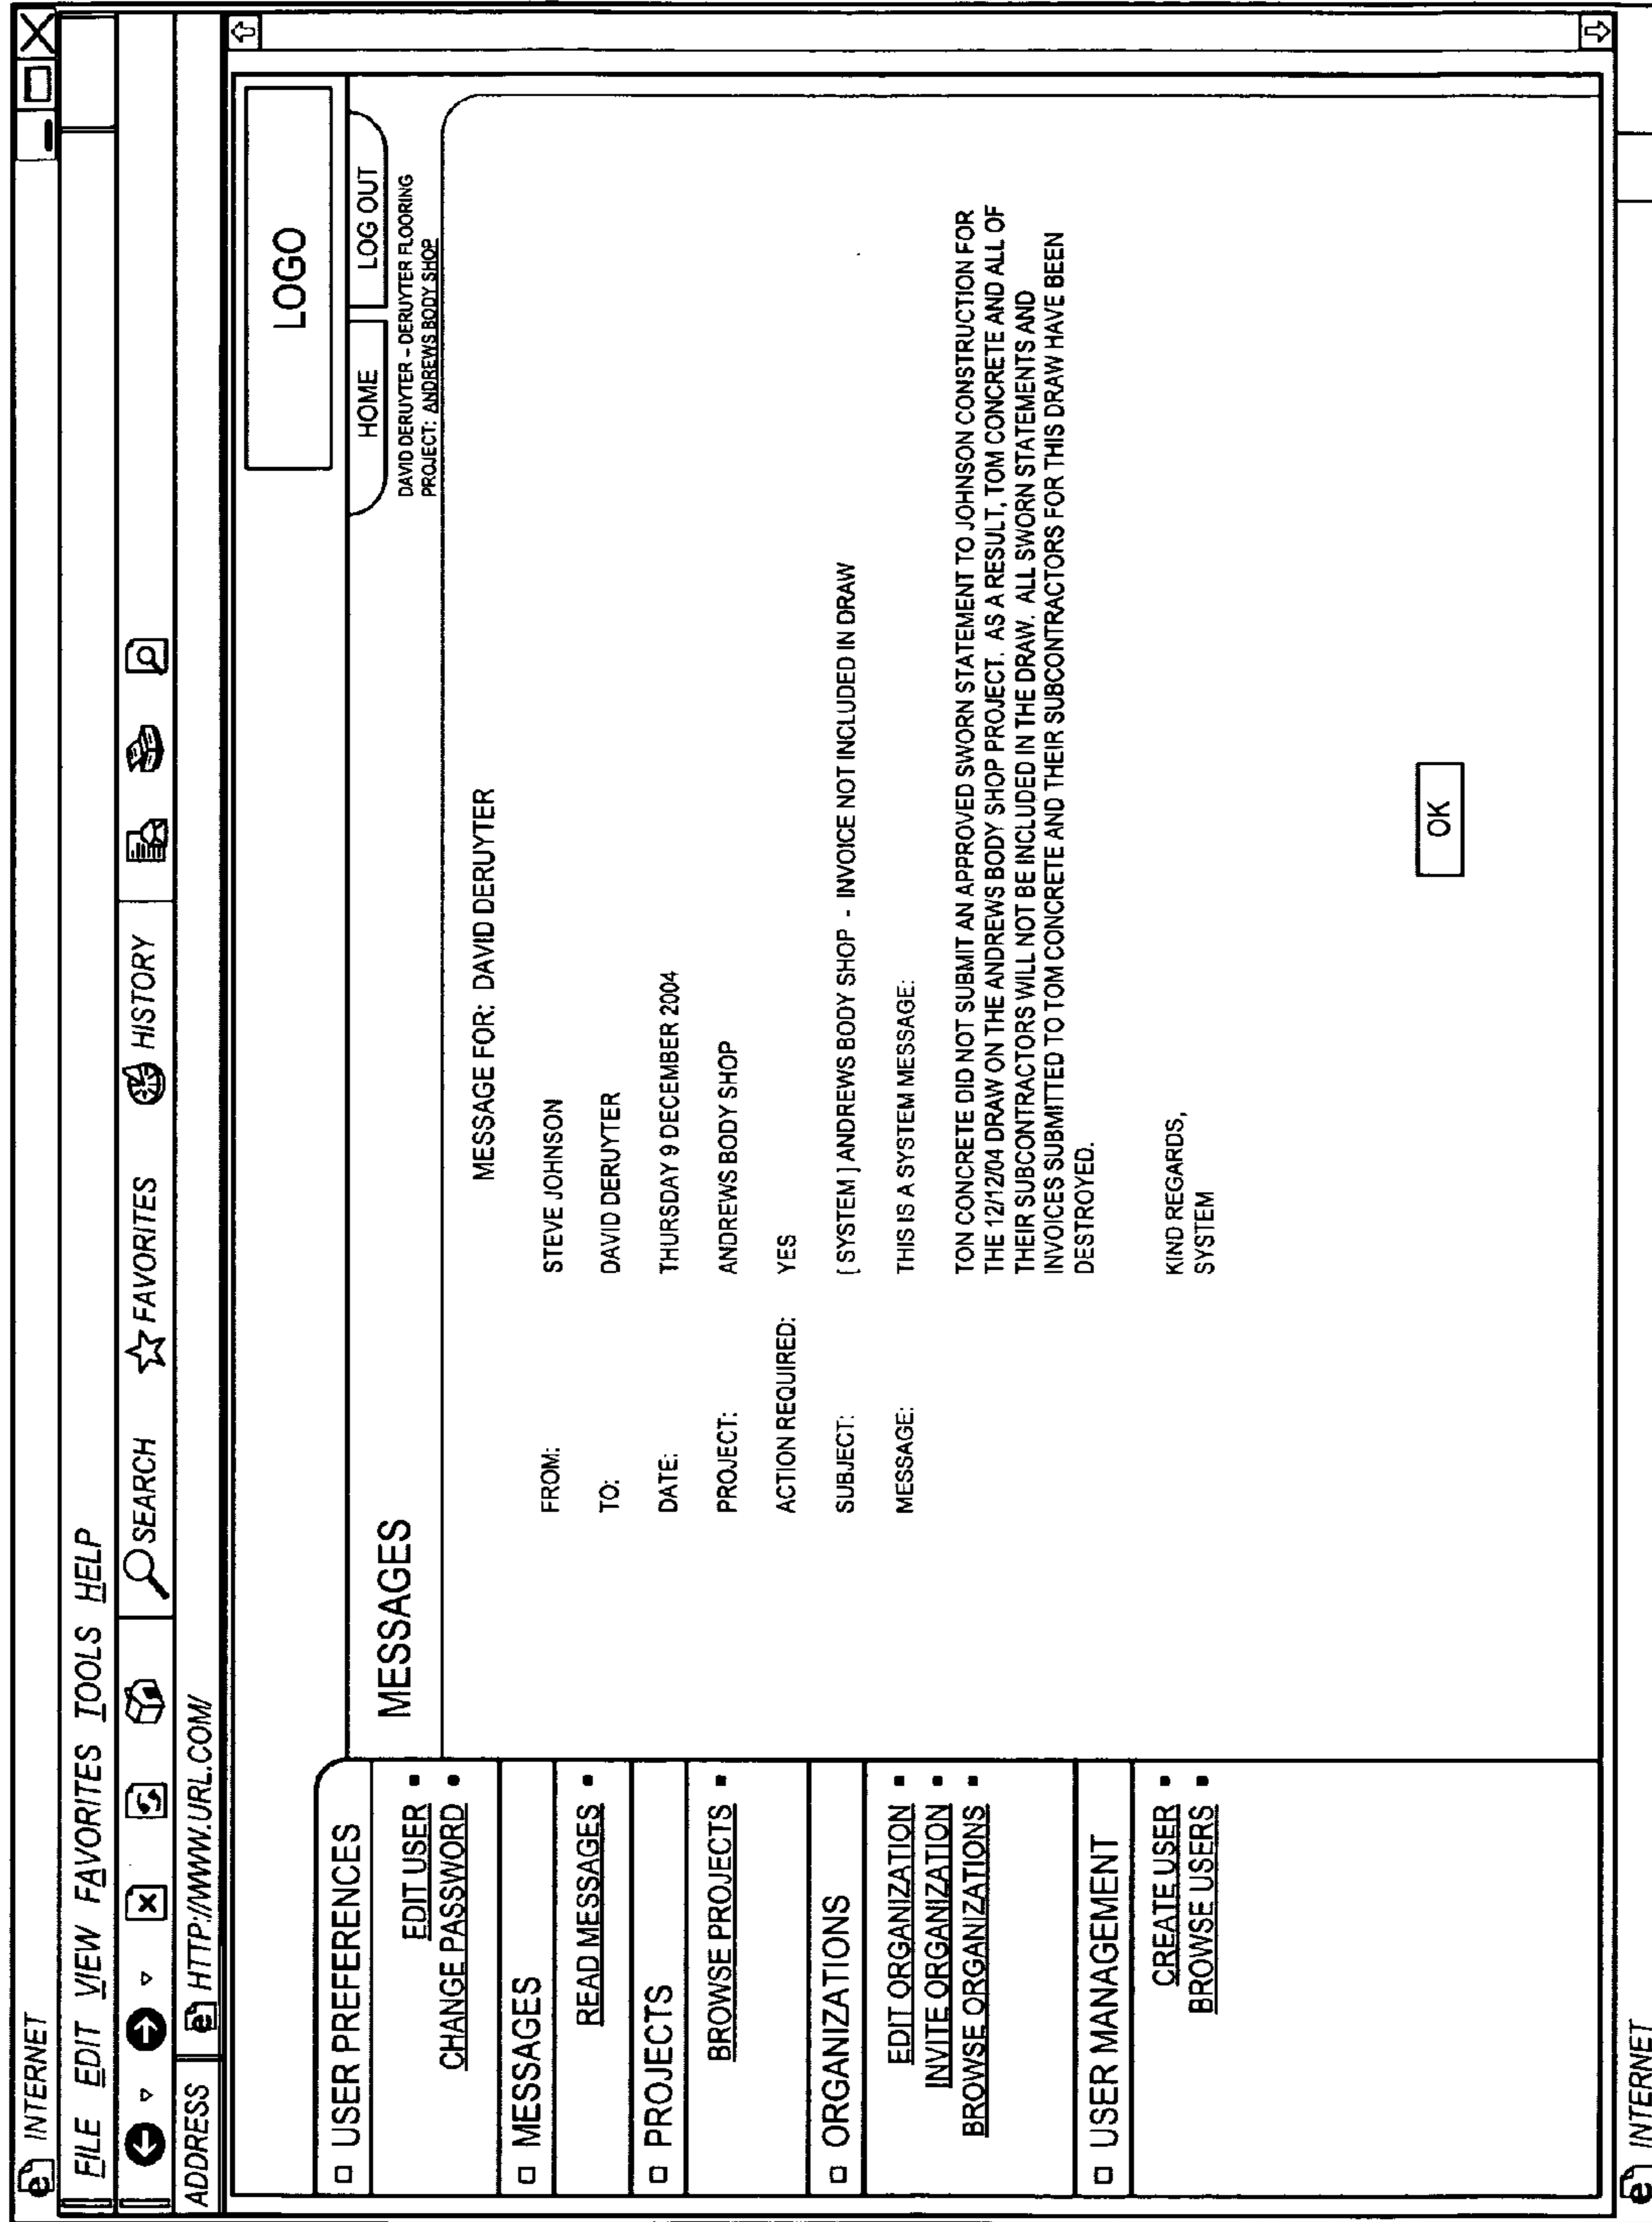 INTERNET
FILE EDIT VIEW FAVORITES TOOLS HELP
SEARCH FAVORITES HISTORY
ADDRESS HTTP://WWW.URL.COM/
LOGO
HOME LOG OUT
DAVID DERUYTER – DERUYTER FLOORING
PROJECT: ANDREWS BODY SHOP
USER PREFERENCES
EDIT USER
CHANGE PASSWORD
MESSAGES
READ MESSAGES
PROJECTS
BROWSE PROJECTS
ORGANIZATIONS
EDIT ORGANIZATION
INVITE ORGANIZATION
BROWSE ORGANIZATIONS
USER MANAGEMENT
CREATE USER
BROWSE USERS
MESSAGES
MESSAGE FOR: DAVID DERUYTER
FROM: STEVE JOHNSON
TO: DAVID DERUYTER
DATE: THURSDAY 9 DECEMBER 2004
PROJECT: ANDREWS BODY SHOP
ACTION REQUIRED: YES
SUBJECT: [ SYSTEM ] ANDREWS BODY SHOP - INVOICE NOT INCLUDED IN DRAW
MESSAGE: THIS IS A SYSTEM MESSAGE:
TON CONCRETE DID NOT SUBMIT AN APPROVED SWORN STATEMENT TO JOHNSON CONSTRUCTION FOR
THE 12/12/04 DRAW ON THE ANDREWS BODY SHOP PROJECT. AS A RESULT, TOM CONCRETE AND ALL OF
THEIR SUBCONTRACTORS WILL NOT BE INCLUDED IN THE DRAW. ALL SWORN STATEMENTS AND
INVOICES SUBMITTED TO TOM CONCRETE AND THEIR SUBCONTRACTORS FOR THIS DRAW HAVE BEEN
DESTROYED.
KIND REGARDS,
SYSTEM
OK
INTERNET